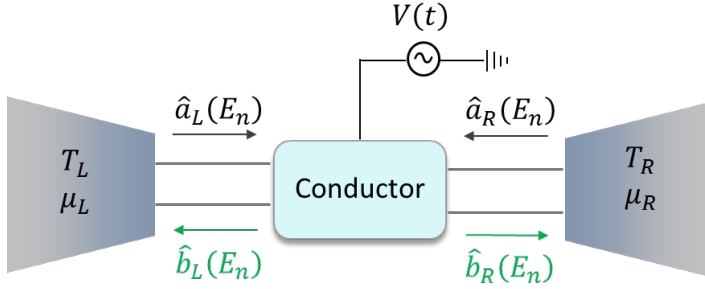 V(t)
â_L(E_n) â_R(E_n)
T_L T_R
μ_L Conductor μ_R
b̂_L(E_n) b̂_R(E_n)